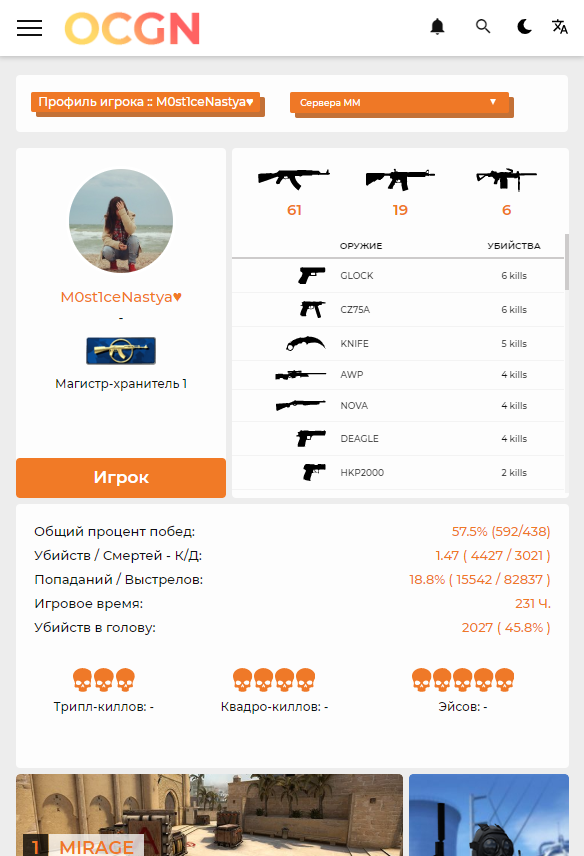 OCGN
Профиль игрока :: M0st1ceNastya♥
Сервера ММ
M0st1ceNastya♥
-
Магистр-хранитель 1
Игрок
61 19 6
ОРУЖИЕ УБИЙСТВА
GLOCK 6 kills
CZ75A 6 kills
KNIFE 5 kills
AWP 4 kills
NOVA 4 kills
DEAGLE 4 kills
HKP2000 2 kills
Общий процент побед: 57.5% (592/438)
Убийств / Смертей - К/Д: 1.47 ( 4427 / 3021 )
Попаданий / Выстрелов: 18.8% ( 15542 / 82837 )
Игровое время: 231 Ч.
Убийств в голову: 2027 ( 45.8% )
Трипл-киллов: - Квадро-киллов: - Эйсов: -
1 MIRAGE